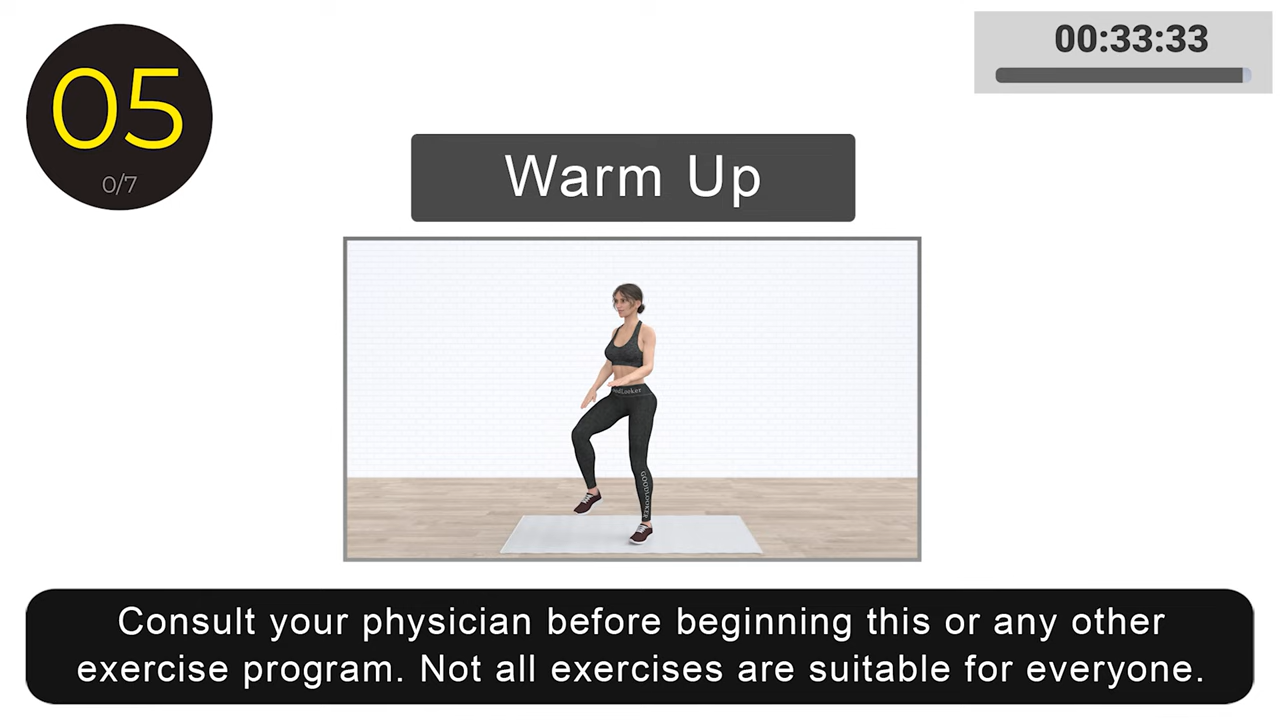 05
0/7
00:33:33
Warm Up
GOODLOOKER
Consult your physician before beginning this or any other
exercise program. Not all exercises are suitable for everyone.